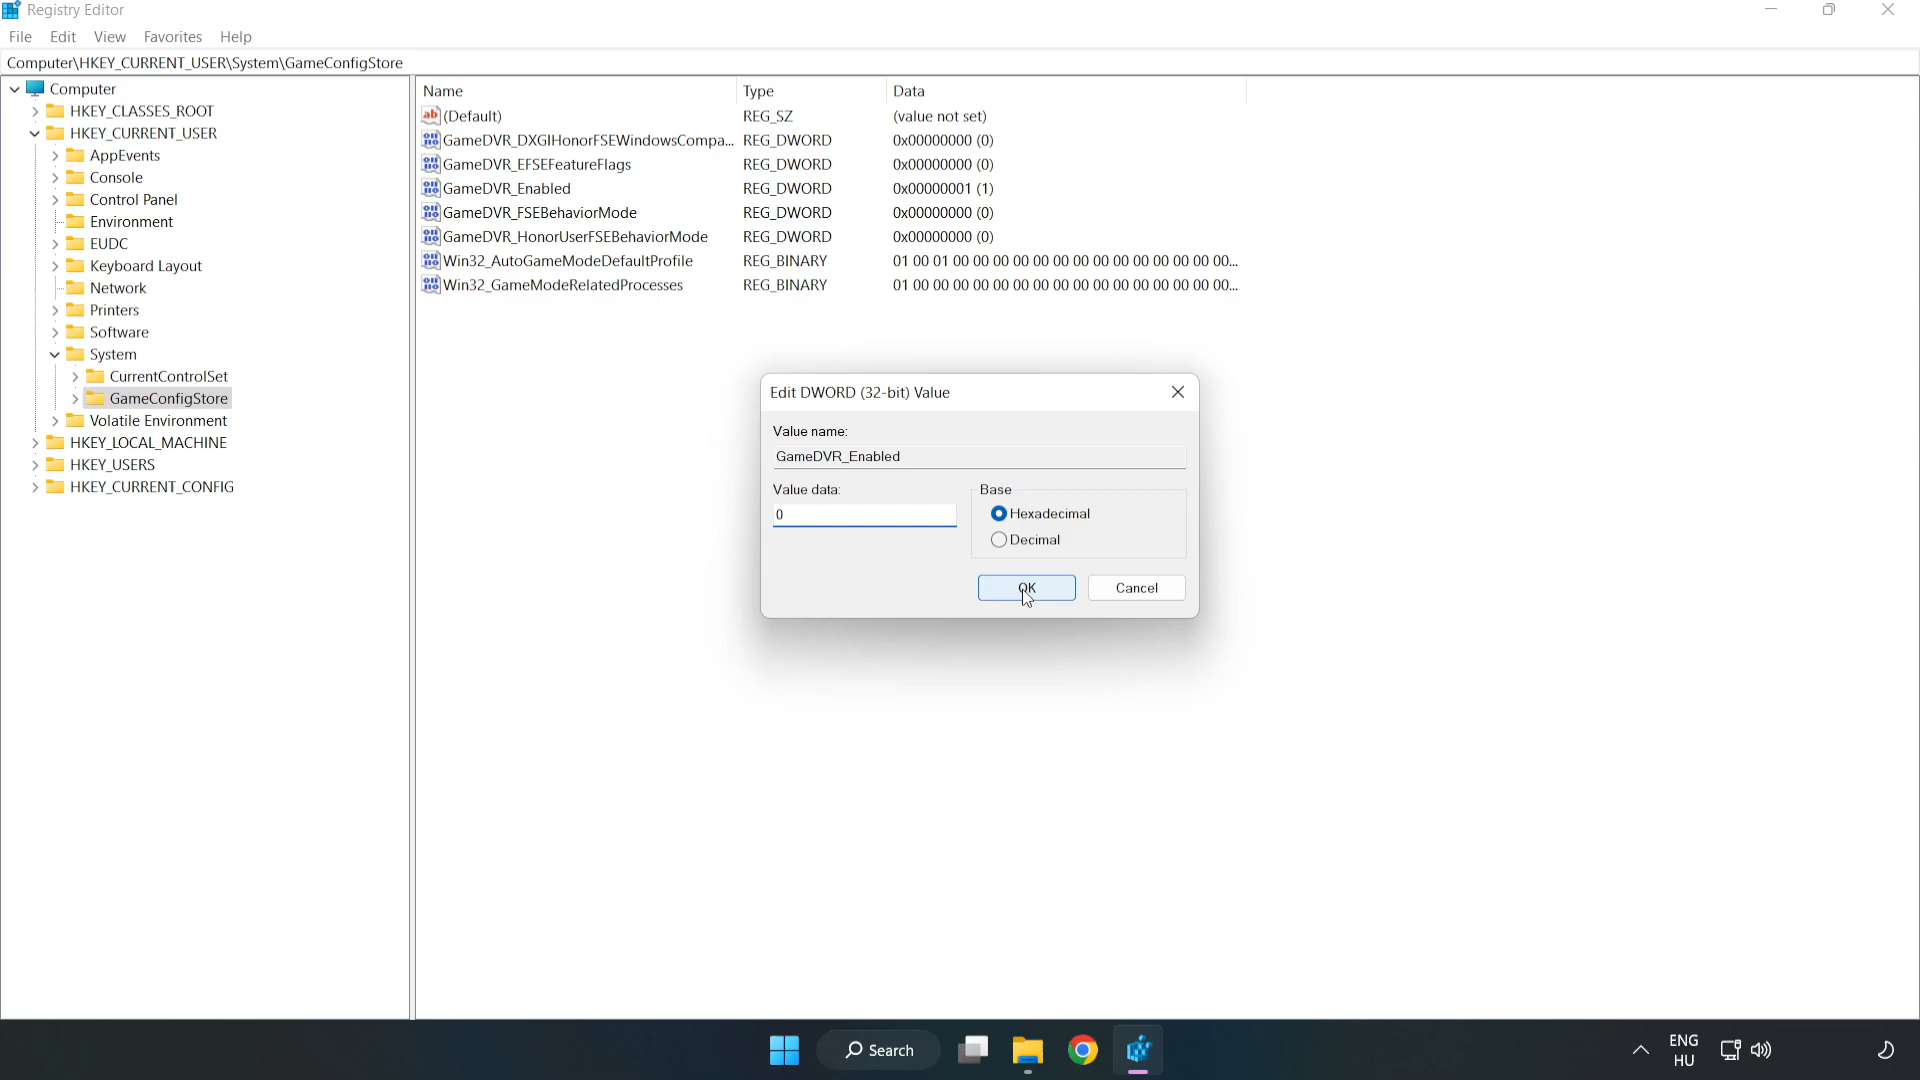 Registry Editor
File Edit View Favorites Help
Computer\HKEY_CURRENT_USER\System\GameConfigStore
Computer
HKEY_CLASSES_ROOT
HKEY_CURRENT_USER
AppEvents
Console
Control Panel
Environment
EUDC
Keyboard Layout
Network
Printers
Software
System
CurrentControlSet
GameConfigStore
Volatile Environment
HKEY_LOCAL_MACHINE
HKEY_USERS
HKEY_CURRENT_CONFIG
Name Type Data
(Default) REG_SZ (value not set)
GameDVR_DXGIHonorFSEWindowsCompa... REG_DWORD 0x00000000 (0)
GameDVR_EFSEFeatureFlags REG_DWORD 0x00000000 (0)
GameDVR_Enabled REG_DWORD 0x00000001 (1)
GameDVR_FSEBehaviorMode REG_DWORD 0x00000000 (0)
GameDVR_HonorUserFSEBehaviorMode REG_DWORD 0x00000000 (0)
Win32_AutoGameModeDefaultProfile REG_BINARY 01 00 01 00 00 00 00 00 00 00 00 00 00 00 00 00 00...
Win32_GameModeRelatedProcesses REG_BINARY 01 00 00 00 00 00 00 00 00 00 00 00 00 00 00 00 00...
Edit DWORD (32-bit) Value
Value name:
GameDVR_Enabled
Value data:
0
Base
Hexadecimal
Decimal
OK Cancel
Search
ENG
HU